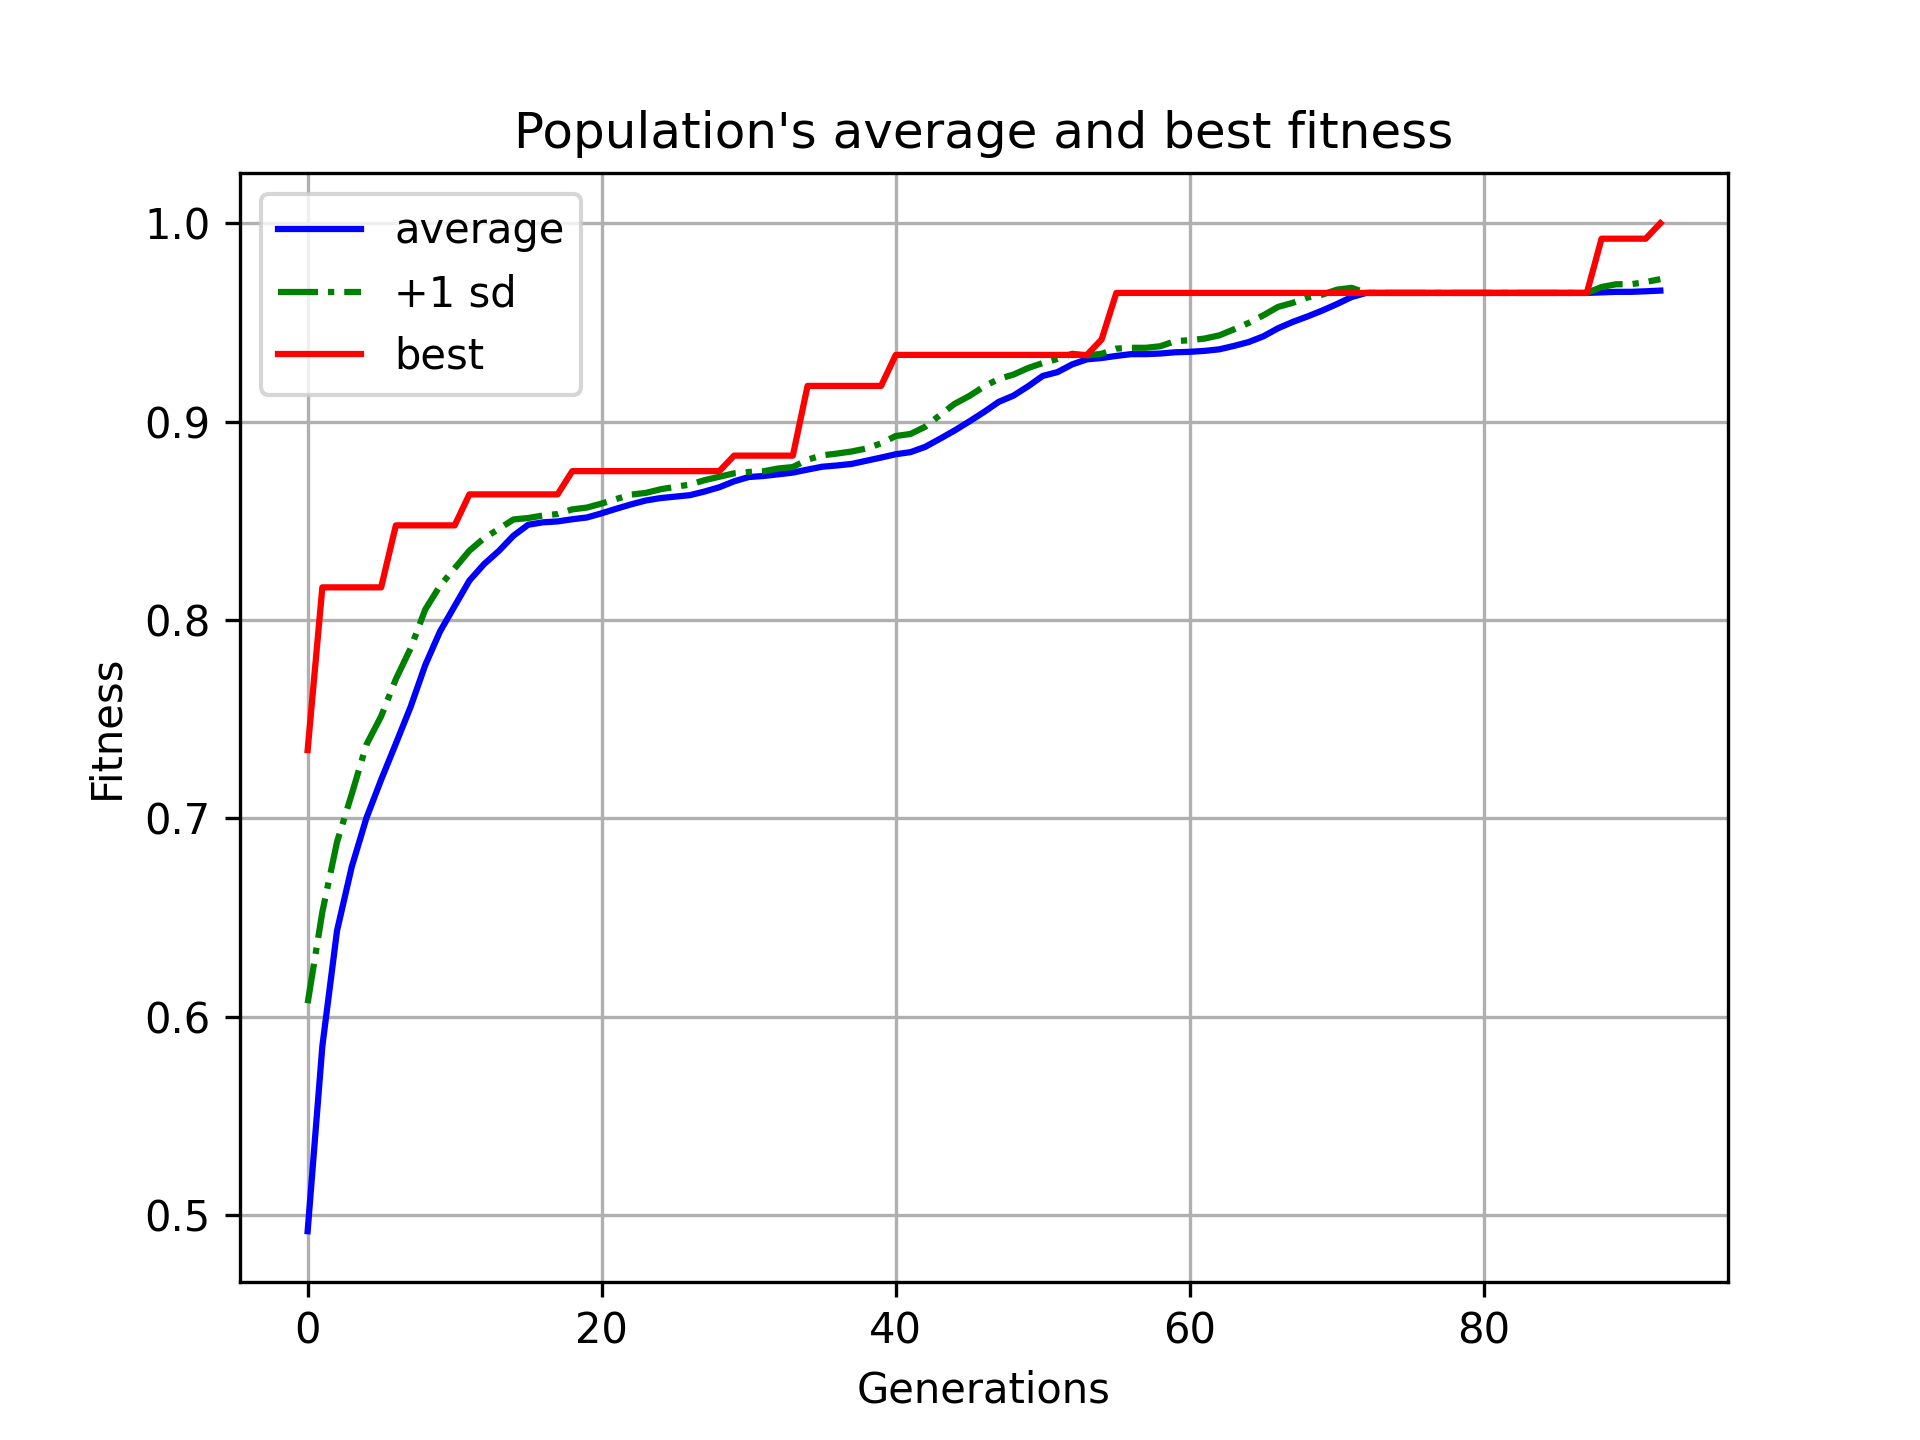 Population's average and best fitness
average
+1 sd
best
1.0
0.9
0.8
0.7
0.6
0.5
Fitness
0 20 40 60 80
Generations